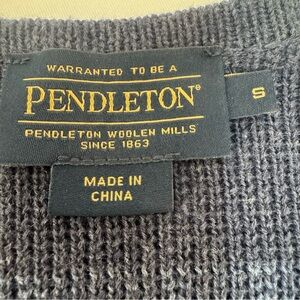 WARRANTED TO BE A
PENDLETON®
S
PENDLETON WOOLEN MILLS
SINCE 1863
MADE IN
CHINA